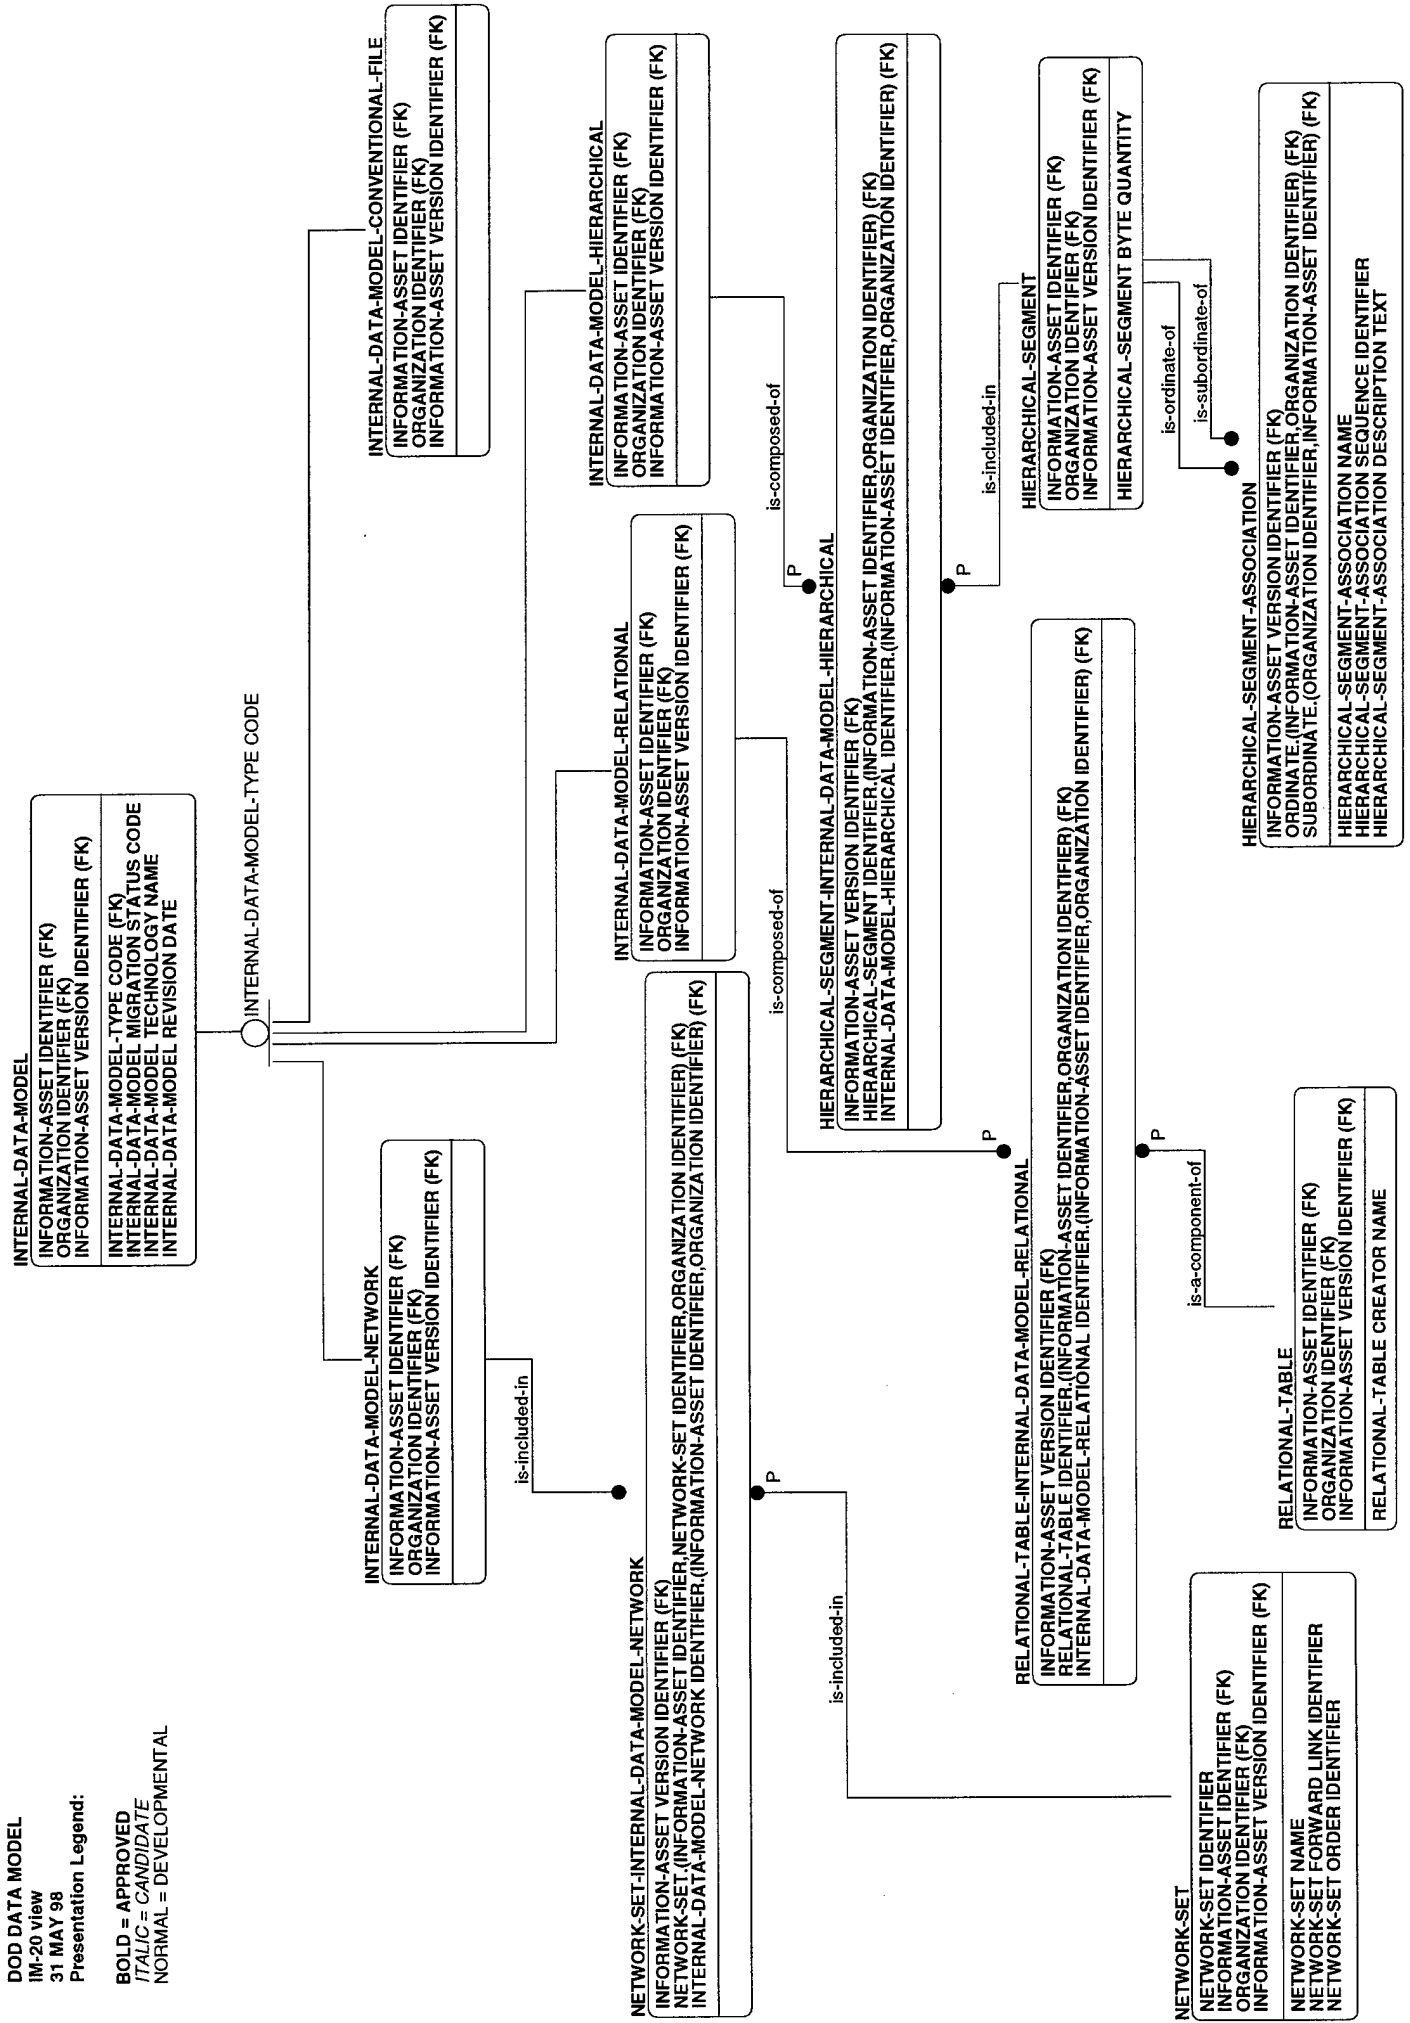 DOD DATA MODEL
IM-20 view
31 MAY 98
Presentation Legend:
BOLD = APPROVED
ITALIC = CANDIDATE
NORMAL = DEVELOPMENTAL
INTERNAL-DATA-MODEL
INFORMATION-ASSET IDENTIFIER (FK)
ORGANIZATION IDENTIFIER (FK)
INFORMATION-ASSET VERSION IDENTIFIER (FK)
INTERNAL-DATA-MODEL-TYPE CODE (FK)
INTERNAL-DATA-MODEL MIGRATION STATUS CODE
INTERNAL-DATA-MODEL TECHNOLOGY NAME
INTERNAL-DATA-MODEL REVISION DATE
INTERNAL-DATA-MODEL-TYPE CODE
INTERNAL-DATA-MODEL-NETWORK
INFORMATION-ASSET IDENTIFIER (FK)
ORGANIZATION IDENTIFIER (FK)
INFORMATION-ASSET VERSION IDENTIFIER (FK)
INTERNAL-DATA-MODEL-CONVENTIONAL-FILE
INFORMATION-ASSET IDENTIFIER (FK)
ORGANIZATION IDENTIFIER (FK)
INFORMATION-ASSET VERSION IDENTIFIER (FK)
INTERNAL-DATA-MODEL-HIERARCHICAL
INFORMATION-ASSET IDENTIFIER (FK)
ORGANIZATION IDENTIFIER (FK)
INFORMATION-ASSET VERSION IDENTIFIER (FK)
INTERNAL-DATA-MODEL-RELATIONAL
INFORMATION-ASSET IDENTIFIER (FK)
ORGANIZATION IDENTIFIER (FK)
INFORMATION-ASSET VERSION IDENTIFIER (FK)
is-included-in
NETWORK-SET-INTERNAL-DATA-MODEL-NETWORK
INFORMATION-ASSET VERSION IDENTIFIER (FK)
NETWORK-SET.(INFORMATION-ASSET IDENTIFIER,NETWORK-SET IDENTIFIER,ORGANIZATION IDENTIFIER) (FK)
INTERNAL-DATA-MODEL-NETWORK IDENTIFIER.(INFORMATION-ASSET IDENTIFIER,ORGANIZATION IDENTIFIER) (FK)
P
is-included-in
is-composed-of
P
is-composed-of
P
HIERARCHICAL-SEGMENT-INTERNAL-DATA-MODEL-HIERARCHICAL
INFORMATION-ASSET VERSION IDENTIFIER (FK)
HIERARCHICAL-SEGMENT IDENTIFIER.(INFORMATION-ASSET IDENTIFIER,ORGANIZATION IDENTIFIER) (FK)
INTERNAL-DATA-MODEL-HIERARCHICAL IDENTIFIER.(INFORMATION-ASSET IDENTIFIER,ORGANIZATION IDENTIFIER) (FK)
P
is-included-in
RELATIONAL-TABLE-INTERNAL-DATA-MODEL-RELATIONAL
INFORMATION-ASSET VERSION IDENTIFIER (FK)
RELATIONAL-TABLE IDENTIFIER.(INFORMATION-ASSET IDENTIFIER,ORGANIZATION IDENTIFIER) (FK)
INTERNAL-DATA-MODEL-RELATIONAL IDENTIFIER.(INFORMATION-ASSET IDENTIFIER,ORGANIZATION IDENTIFIER) (FK)
P
is-a-component-of
HIERARCHICAL-SEGMENT
INFORMATION-ASSET IDENTIFIER (FK)
ORGANIZATION IDENTIFIER (FK)
INFORMATION-ASSET VERSION IDENTIFIER (FK)
HIERARCHICAL-SEGMENT BYTE QUANTITY
is-ordinate-of
is-subordinate-of
NETWORK-SET
NETWORK-SET IDENTIFIER
INFORMATION-ASSET IDENTIFIER (FK)
ORGANIZATION IDENTIFIER (FK)
INFORMATION-ASSET VERSION IDENTIFIER (FK)
NETWORK-SET NAME
NETWORK-SET FORWARD LINK IDENTIFIER
NETWORK-SET ORDER IDENTIFIER
RELATIONAL-TABLE
INFORMATION-ASSET IDENTIFIER (FK)
ORGANIZATION IDENTIFIER (FK)
INFORMATION-ASSET VERSION IDENTIFIER (FK)
RELATIONAL-TABLE CREATOR NAME
HIERARCHICAL-SEGMENT-ASSOCIATION
INFORMATION-ASSET VERSION IDENTIFIER (FK)
ORDINATE.(INFORMATION-ASSET IDENTIFIER,ORGANIZATION IDENTIFIER) (FK)
SUBORDINATE.(ORGANIZATION IDENTIFIER,INFORMATION-ASSET IDENTIFIER) (FK)
HIERARCHICAL-SEGMENT-ASSOCIATION NAME
HIERARCHICAL-SEGMENT-ASSOCIATION SEQUENCE IDENTIFIER
HIERARCHICAL-SEGMENT-ASSOCIATION DESCRIPTION TEXT